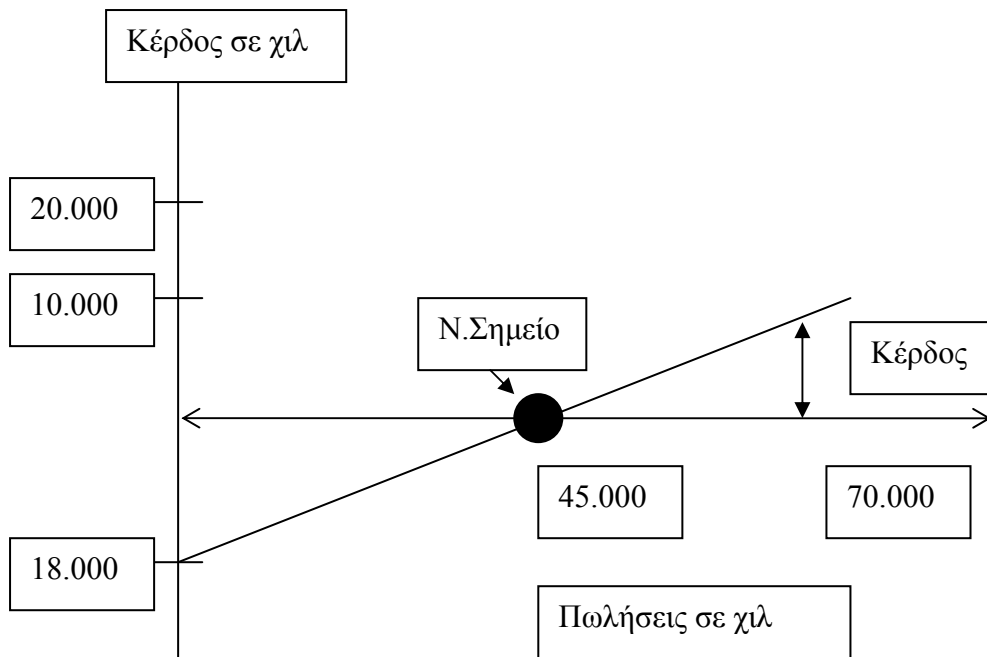 Κέρδος σε χιλ
20.000
10.000
Ν.Σημείο
Κέρδος
45.000
70.000
18.000
Πωλήσεις σε χιλ